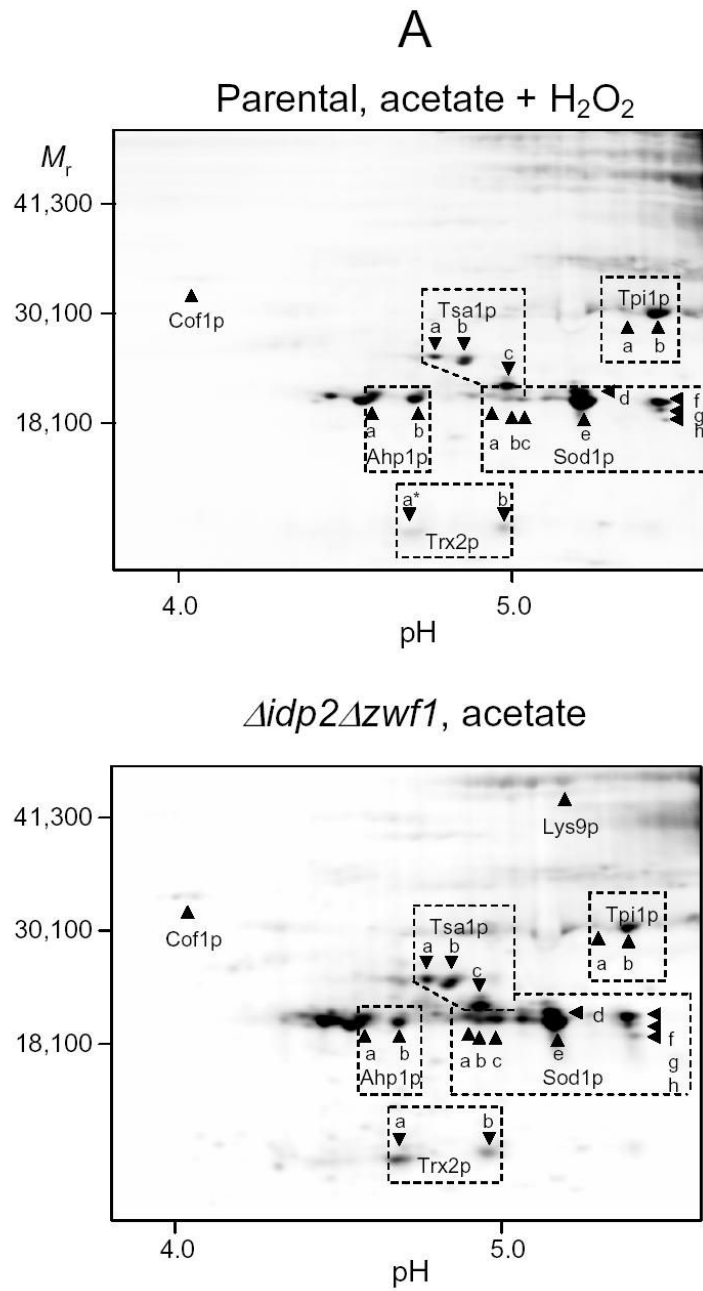 A
Parental, acetate + H₂O₂
Mr
41,300
30,100
18,100
Cof1p
Tsa1p
a b
c
Tpi1p
a b
a b
Ahp1p
a bc e
d
f
g
h
Sod1p
a* b
Trx2p
4.0 5.0
pH
Δidp2Δzwf1, acetate
41,300
30,100
18,100
Lys9p
Cof1p
Tsa1p
a b
c
Tpi1p
a b
a b
Ahp1p
a b c e
d
f
g
h
Sod1p
a b
Trx2p
4.0 5.0
pH